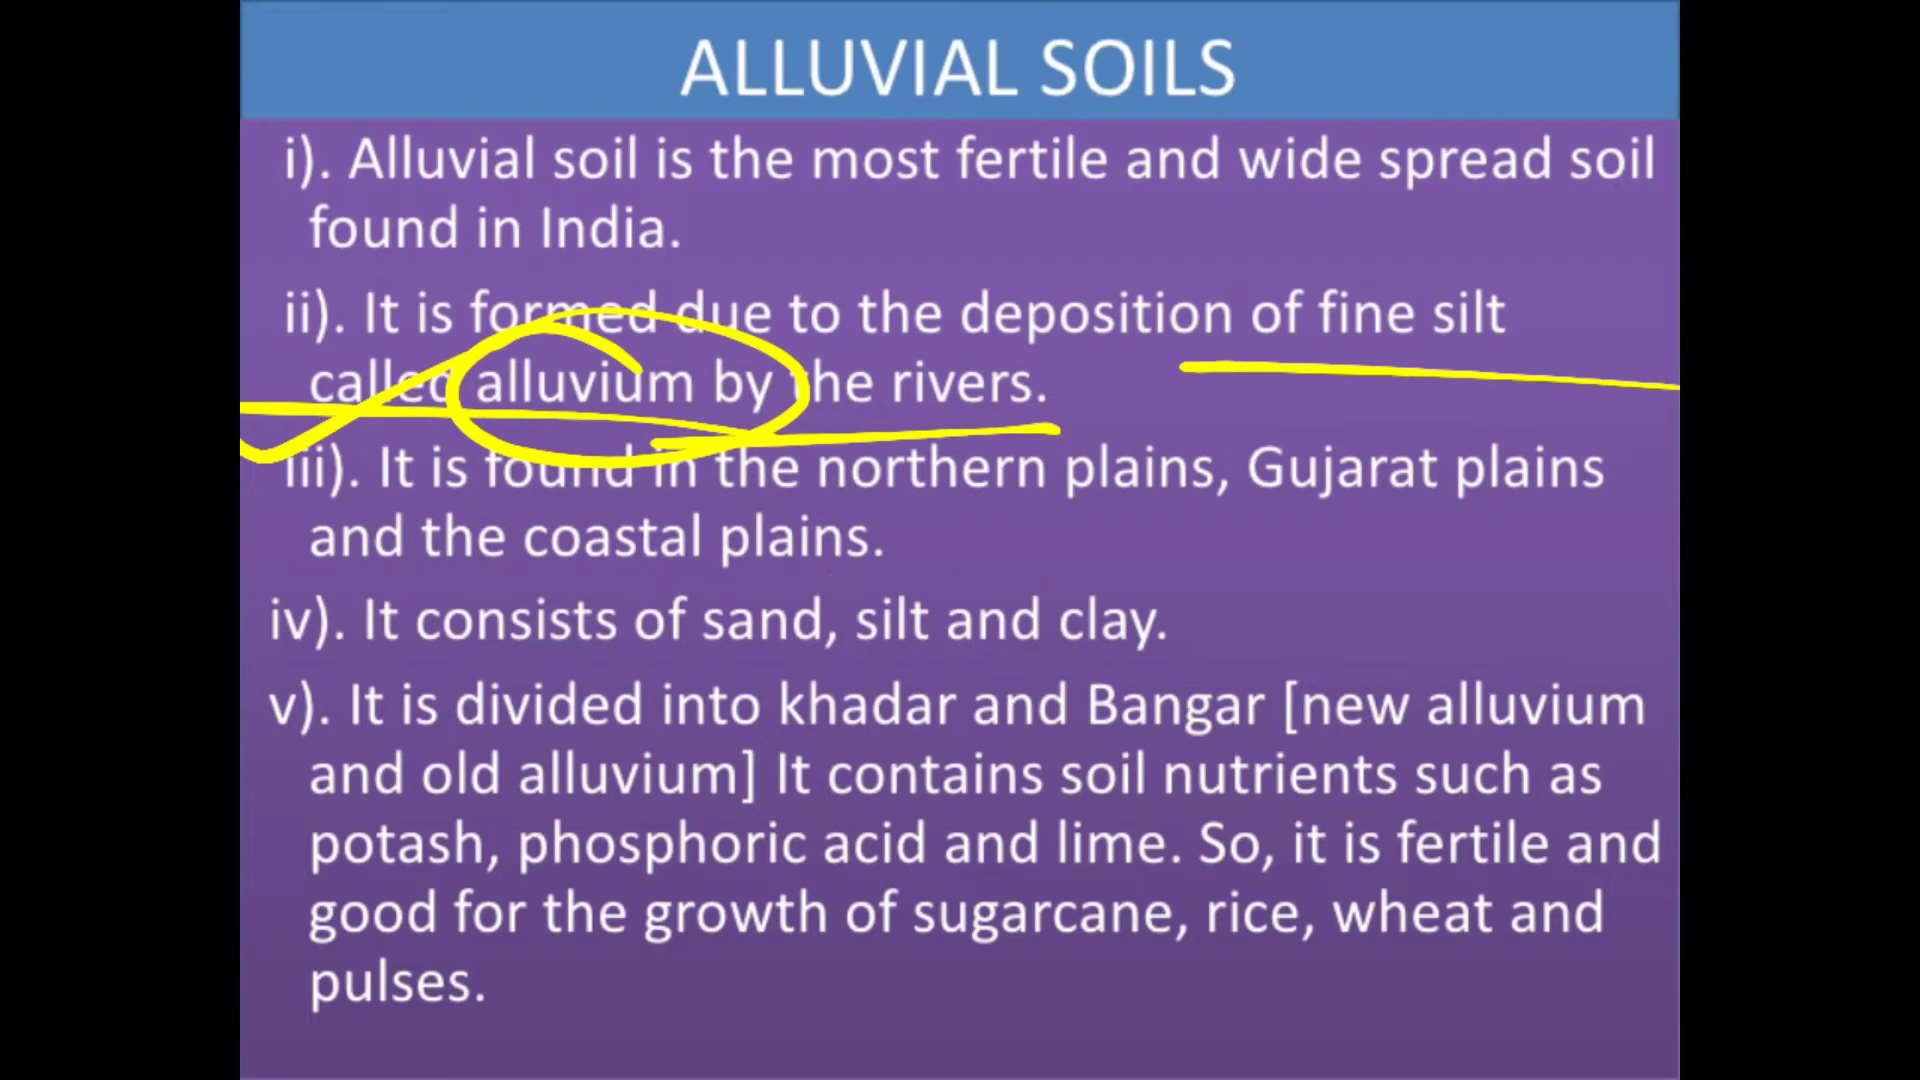 ALLUVIAL SOILS
i). Alluvial soil is the most fertile and wide spread soil
found in India.
ii). It is formed due to the deposition of fine silt
called alluvium by the rivers.
iii). It is found in the northern plains, Gujarat plains
and the coastal plains.
iv). It consists of sand, silt and clay.
v). It is divided into khadar and Bangar [new alluvium
and old alluvium] It contains soil nutrients such as
potash, phosphoric acid and lime. So, it is fertile and
good for the growth of sugarcane, rice, wheat and
pulses.